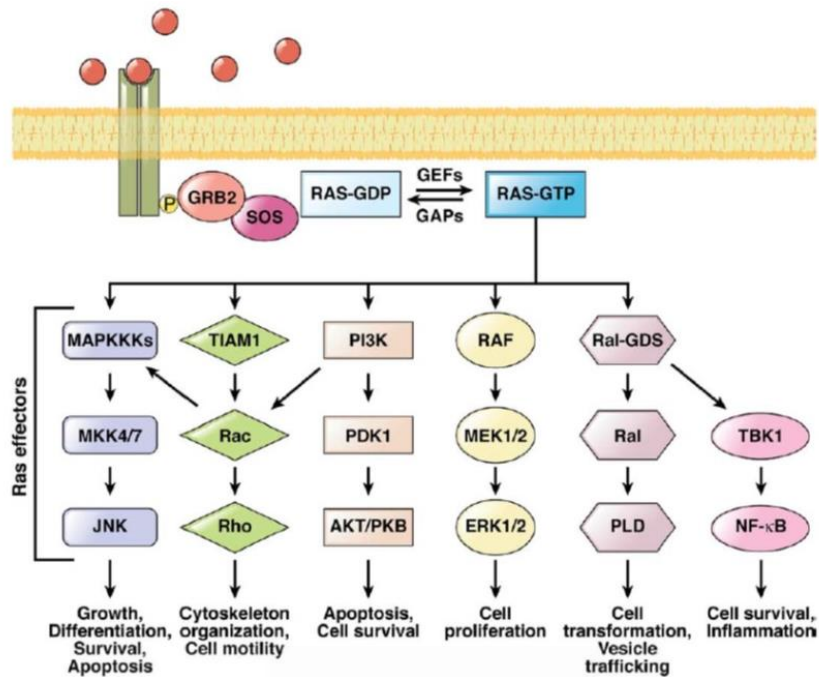 GEFs
P
GRB2
SOS
RAS-GDP
RAS-GTP
GAPs
Ras effectors
MAPKKKs
TIAM1
PI3K
RAF
Ral-GDS
MKK4/7
Rac
PDK1
MEK1/2
Ral
TBK1
JNK
Rho
AKT/PKB
ERK1/2
PLD
NF-κB
Growth,
Differentiation,
Survival,
Apoptosis
Cytoskeleton
organization,
Cell motility
Apoptosis,
Cell survival
Cell
proliferation
Cell
transformation,
Vesicle
trafficking
Cell survival,
Inflammation